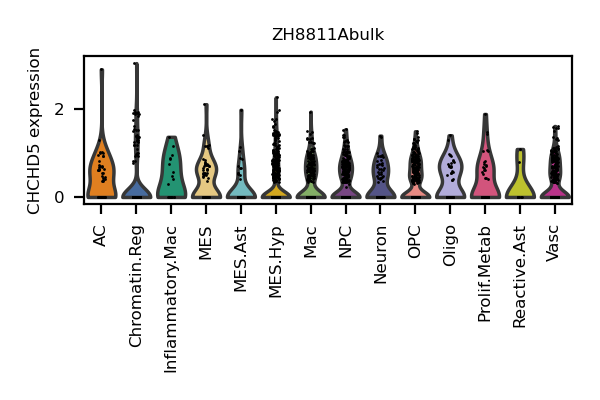 ZH8811Abulk
CHCHD5 expression
2
0
AC
Chromatin.Reg
Inflammatory.Mac
MES
MES.Ast
MES.Hyp
Mac
NPC
Neuron
OPC
Oligo
Prolif.Metab
Reactive.Ast
Vasc